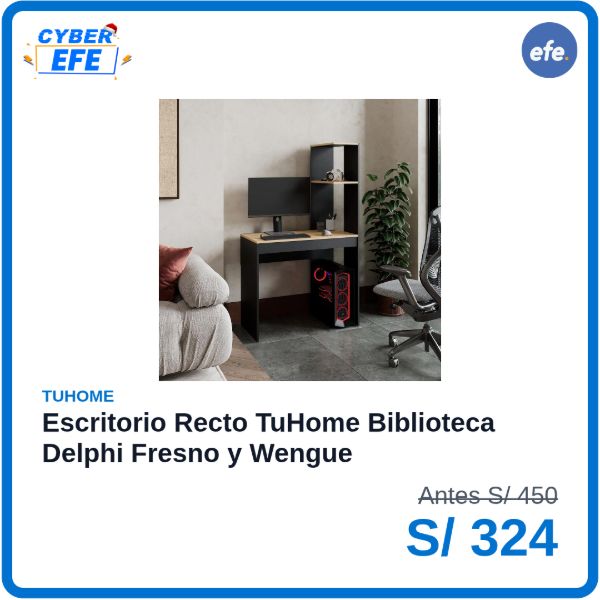 CYBER
EFE
efe.
TUHOME
Escritorio Recto TuHome Biblioteca
Delphi Fresno y Wengue
Antes S/ 450
S/ 324